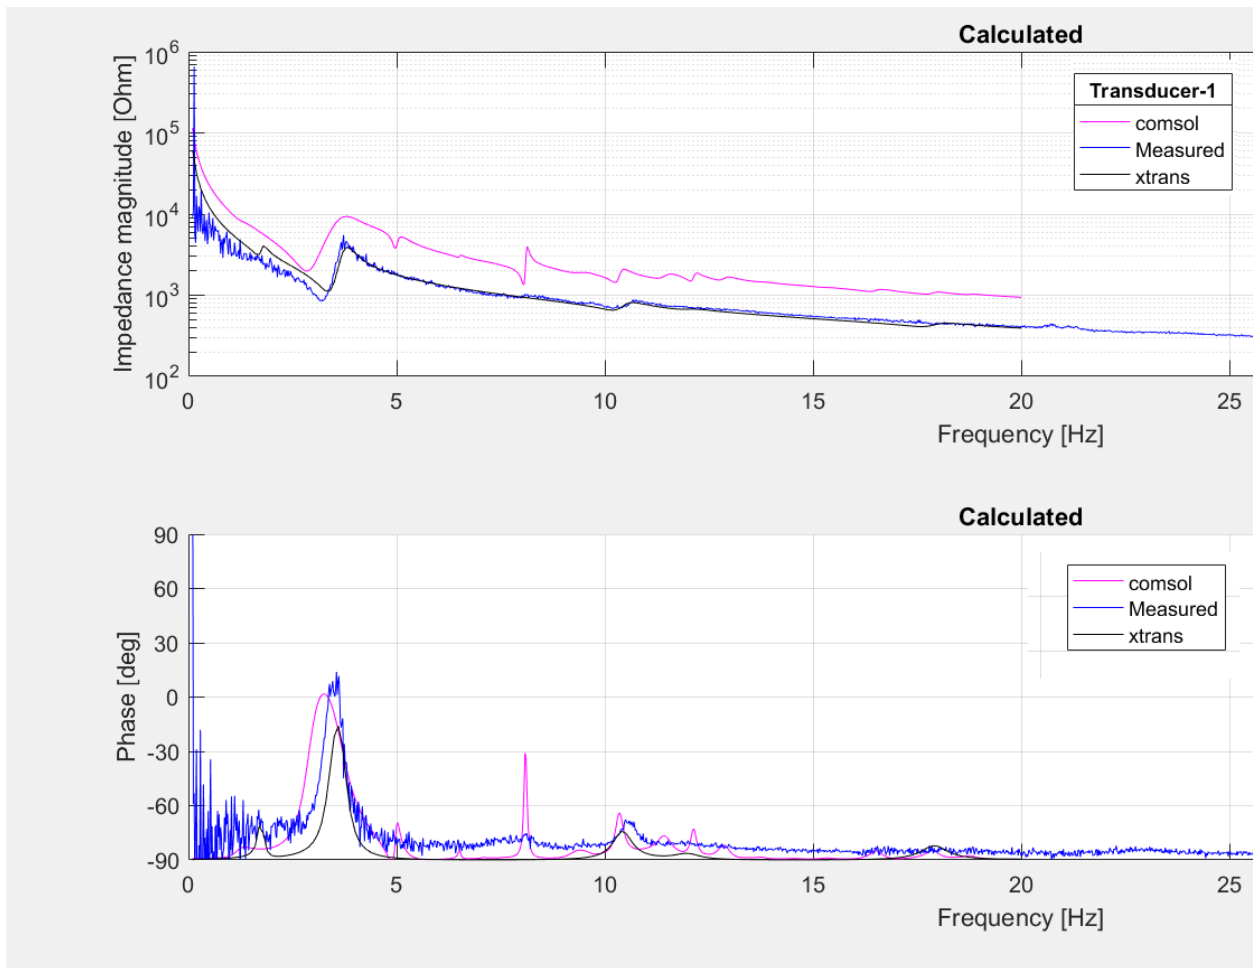 Calculated
Impedance magnitude [Ohm]
10^6
10^5
10^4
10^3
10^2
Transducer-1
comsol
Measured
xtrans
0 5 10 15 20 25
Frequency [Hz]
Calculated
Phase [deg]
90
60
30
0
-30
-60
-90
comsol
Measured
xtrans
0 5 10 15 20 25
Frequency [Hz]